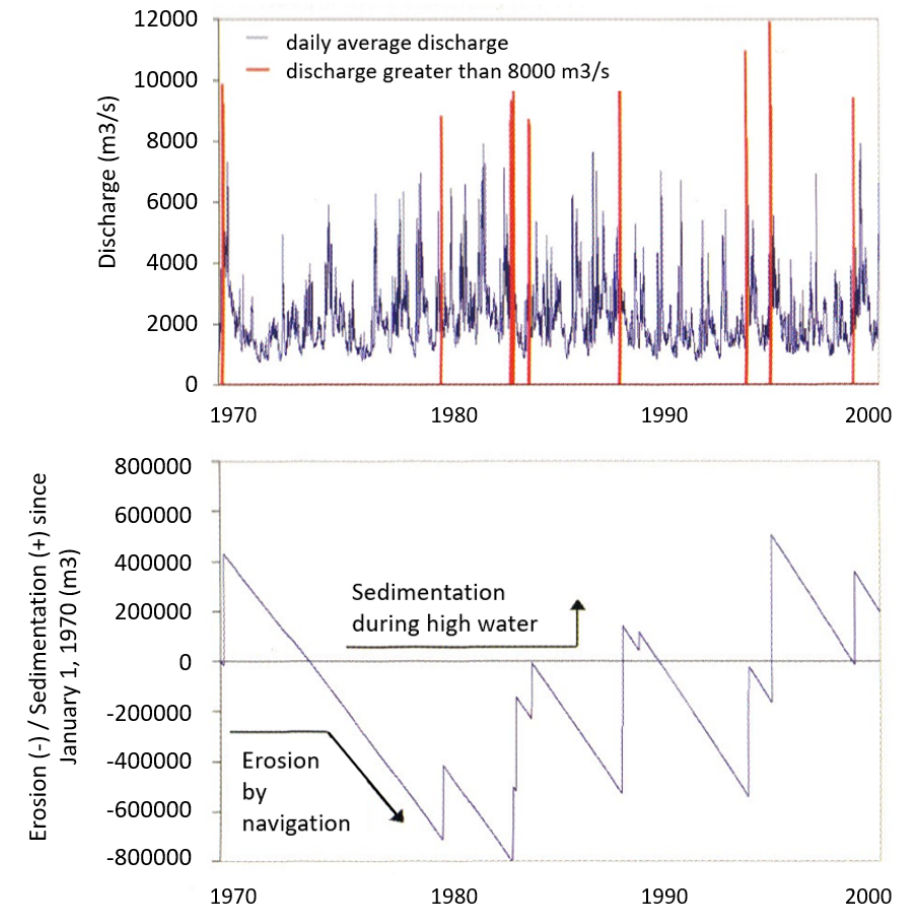 12000
10000
8000
6000
4000
2000
0
Discharge (m3/s)
daily average discharge
discharge greater than 8000 m3/s
1970
1980
1990
2000
800000
600000
400000
200000
0
-200000
-400000
-600000
-800000
Erosion (-) / Sedimentation (+) since
January 1, 1970 (m3)
Sedimentation
during high water
Erosion
by
navigation
1970
1980
1990
2000